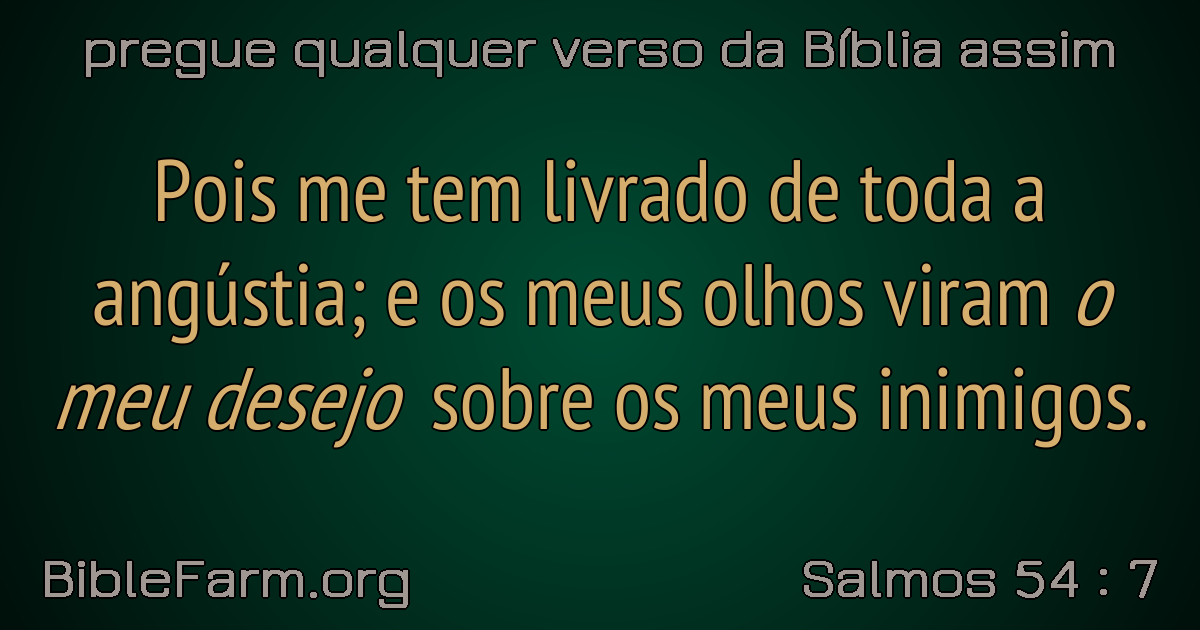 pregue qualquer verso da Bíblia assim
Pois me tem livrado de toda a
angústia; e os meus olhos viram o
meu desejo sobre os meus inimigos.
BibleFarm.org
Salmos 54 : 7